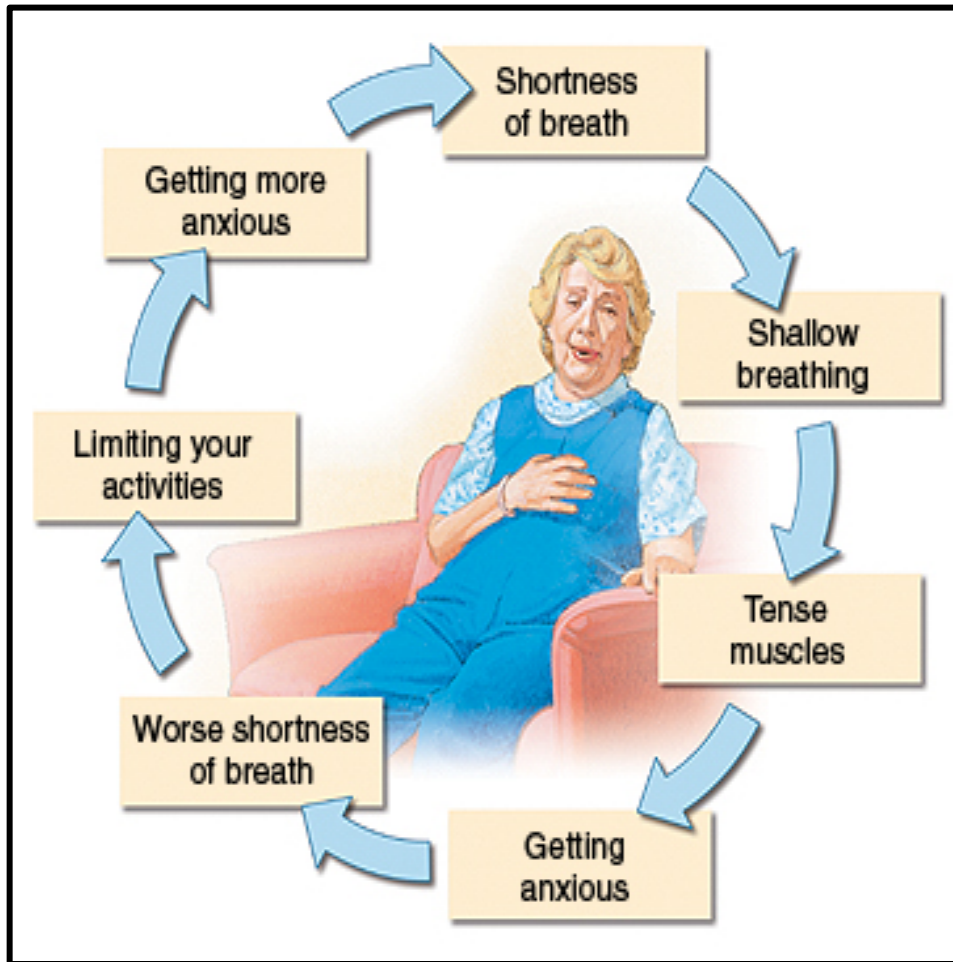 Shortness
of breath
Shallow
breathing
Tense
muscles
Getting
anxious
Worse shortness
of breath
Limiting your
activities
Getting more
anxious